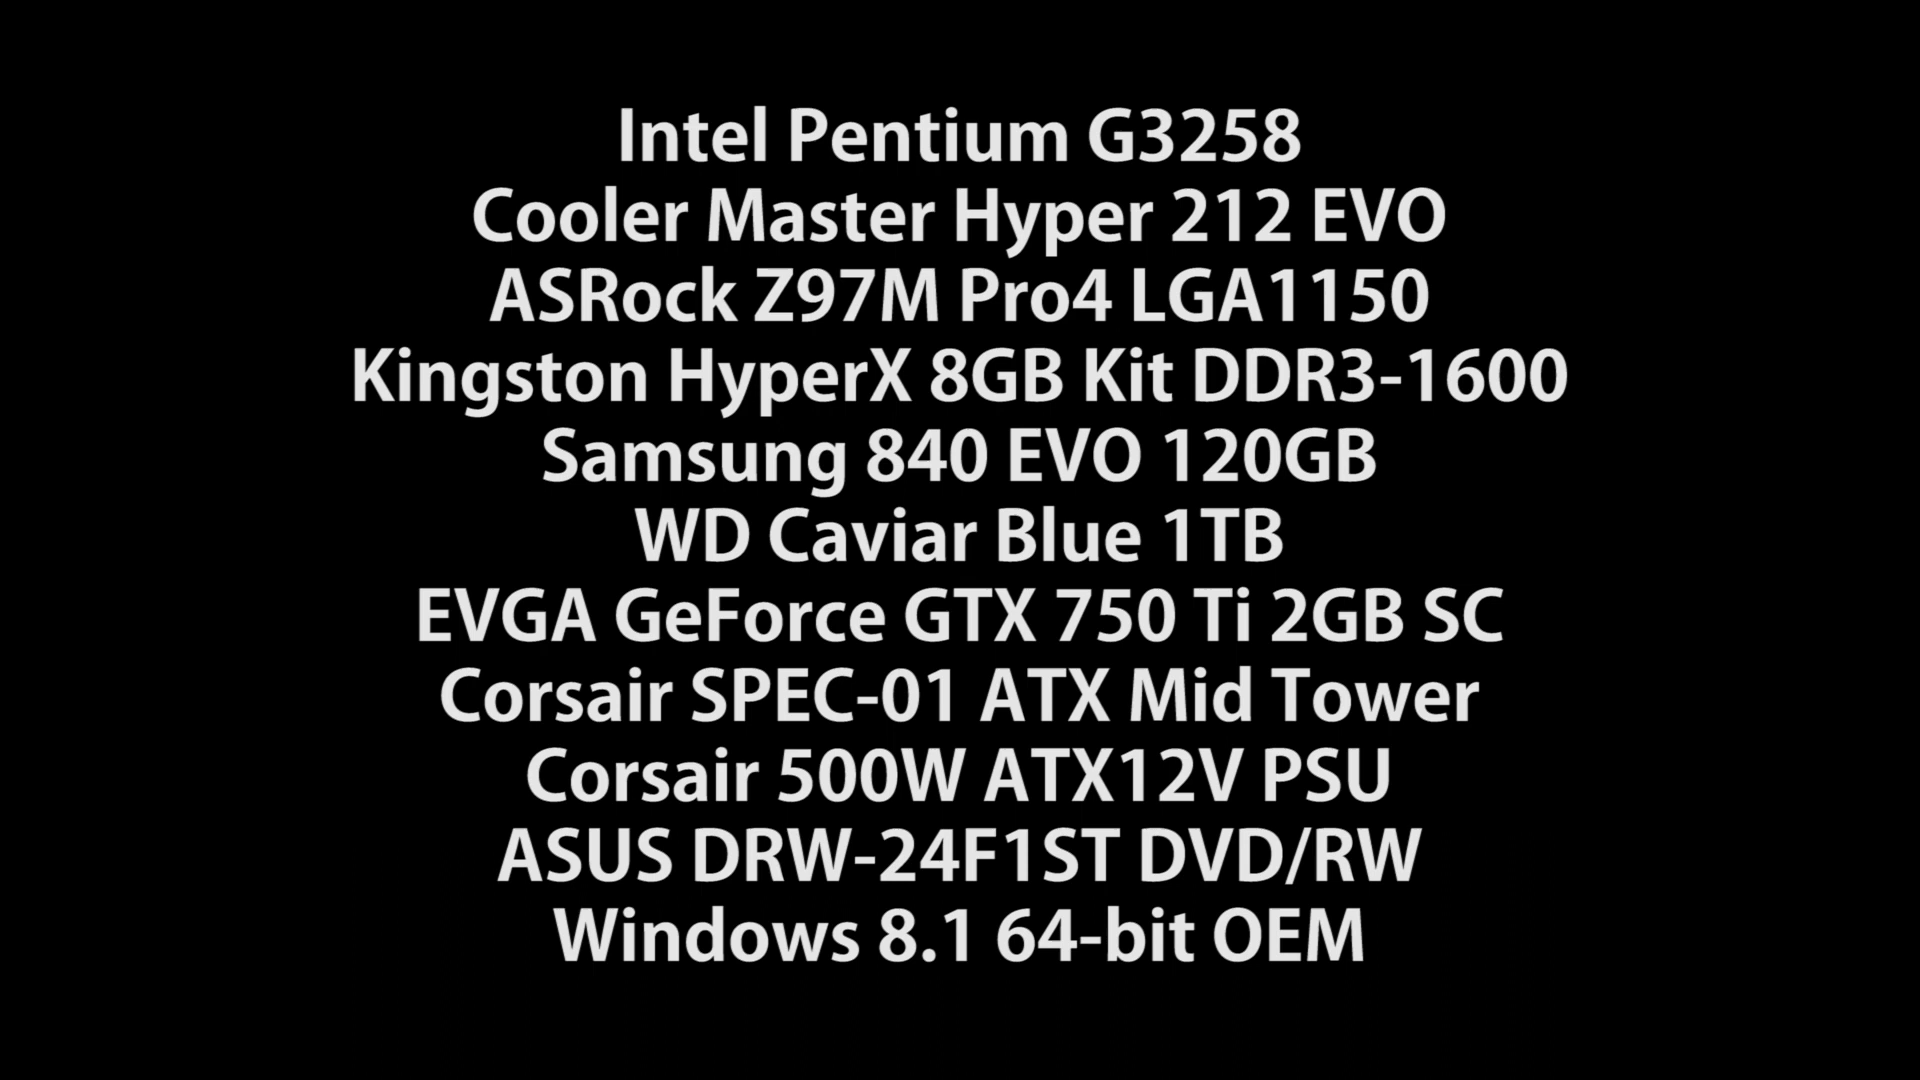 Intel Pentium G3258
Cooler Master Hyper 212 EVO
ASRock Z97M Pro4 LGA1150
Kingston HyperX 8GB Kit DDR3-1600
Samsung 840 EVO 120GB
WD Caviar Blue 1TB
EVGA GeForce GTX 750 Ti 2GB SC
Corsair SPEC-01 ATX Mid Tower
Corsair 500W ATX12V PSU
ASUS DRW-24F1ST DVD/RW
Windows 8.1 64-bit OEM